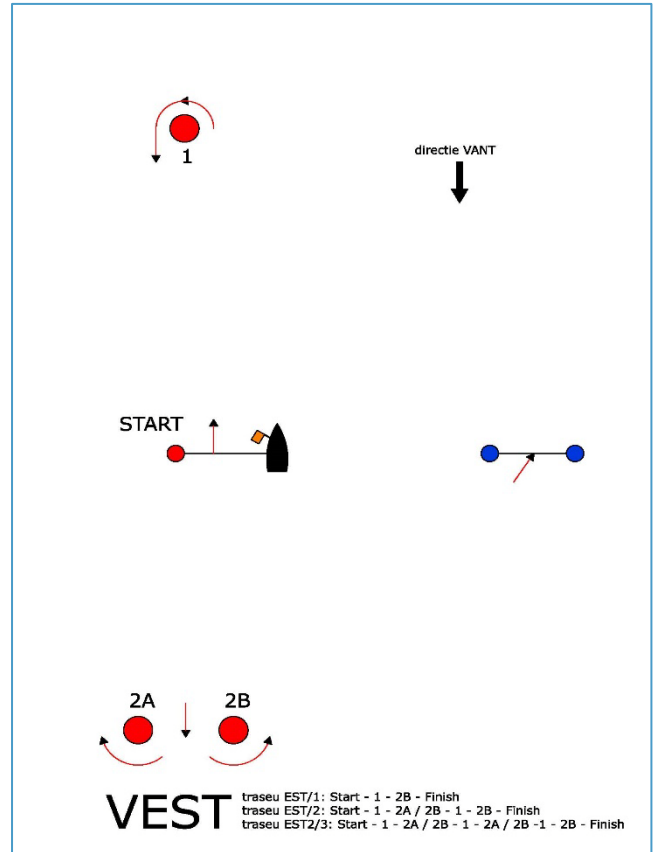 1
directie VANT
START
2A 2B
VEST
traseu EST/1: Start - 1 - 2B - Finish
traseu EST/2: Start - 1 - 2A / 2B - 1 - 2B - Finish
traseu EST2/3: Start - 1 - 2A / 2B - 1 - 2A / 2B -1 - 2B - Finish